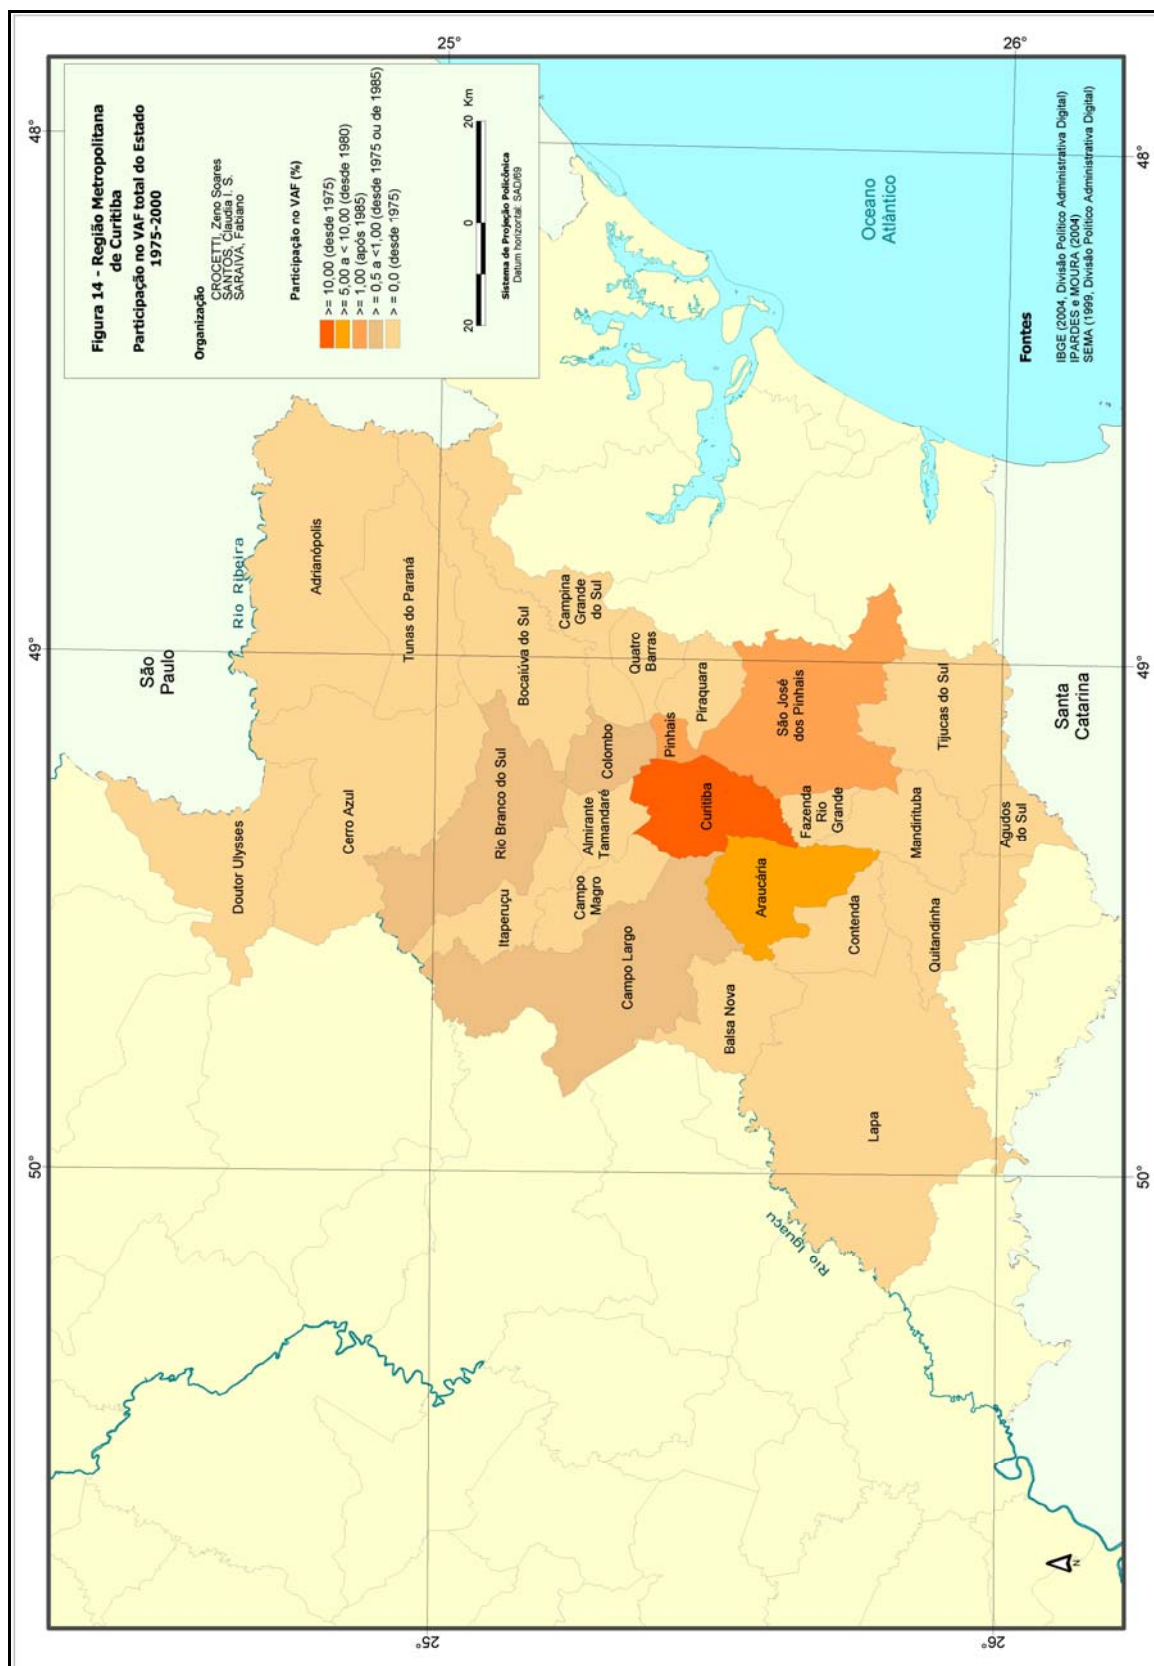 Figura 14 - Região Metropolitana
de Curitiba
Participação no VAF total do Estado
1975-2000
Organização
CROCETTI, Zeno Soares
SANTOS, Claudia I. S.
SARAIVA, Fabiano
Participação no VAF (%)
>= 10,00 (desde 1975)
>= 5,00 a < 10,00 (desde 1980)
>= 1,00 (após 1985)
>= 0,5 a <1,00 (desde 1975 ou de 1985)
>= 0,0 (desde 1975)
20 0 20 Km
Sistema de Projeção Policônica
Datum horizontal: SAD/69
50° 49° 48°
25°
25°
26°
26°
50° 49° 48°
São
Paulo
Rio Ribeira
Doutor Ulysses
Adrianópolis
Cerro Azul
Tunas do Paraná
Rio Branco do Sul
Bocaiúva do Sul
Itaperuçu
Campina
Grande
do Sul
Campo
Magro
Almirante
Tamandaré
Colombo
Campo Largo
Quatro
Barras
Pinhais
Piraquara
Curitiba
Balsa Nova
Araucária
São José
dos Pinhais
Fazenda
Rio
Grande
Contenda
Lapa
Rio Iguaçu
Quitandinha
Mandirituba
Tijucas do Sul
Agudos
do Sul
Santa
Catarina
Oceano
Atlântico
N
Fontes
IBGE (2004, Divisão Político Administrativa Digital)
IPARDES e MOURA (2004)
SEMA (1999, Divisão Político Administrativa Digital)